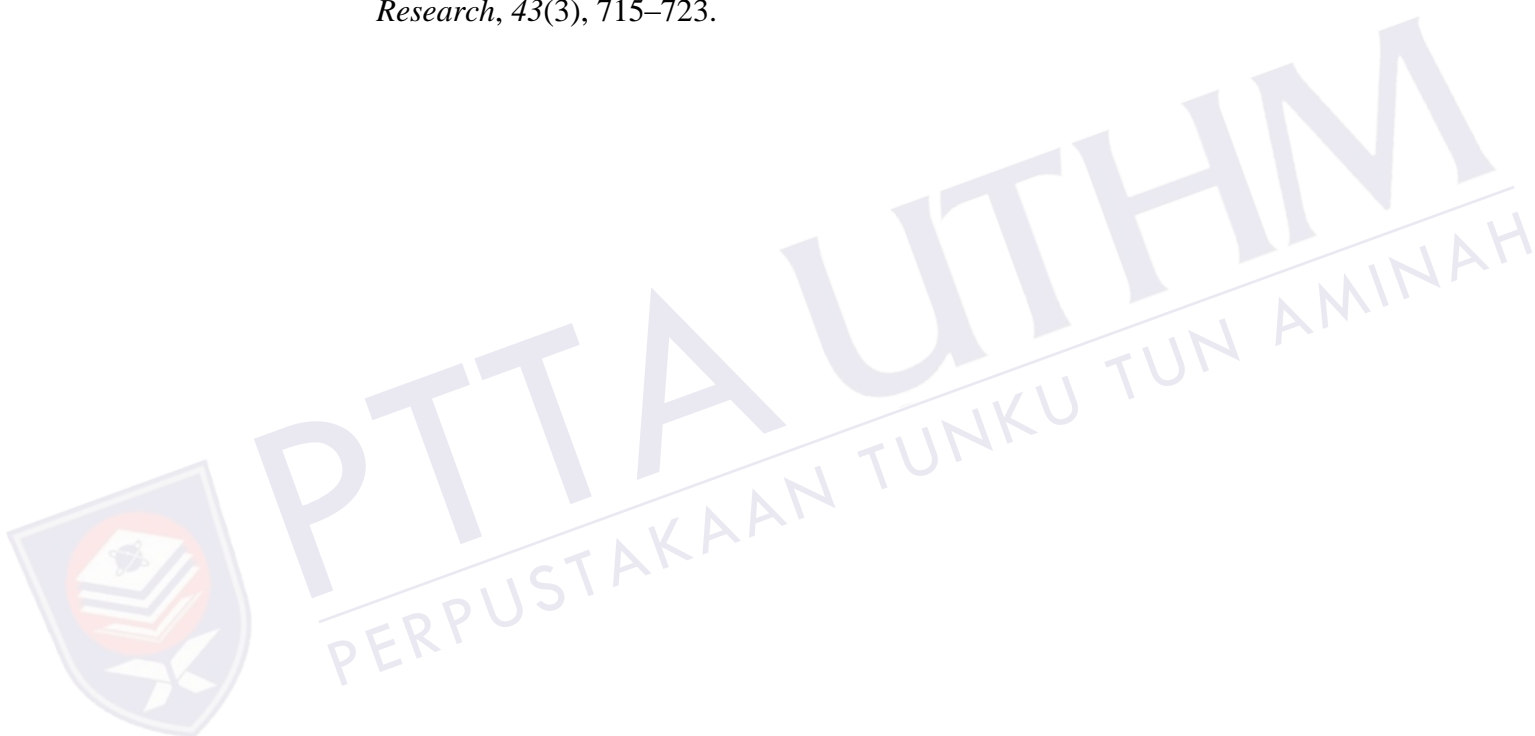 Research, 43(3), 715–723.
PTTA UTHM
PERPUSTAKAAN TUNKU TUN AMINAH